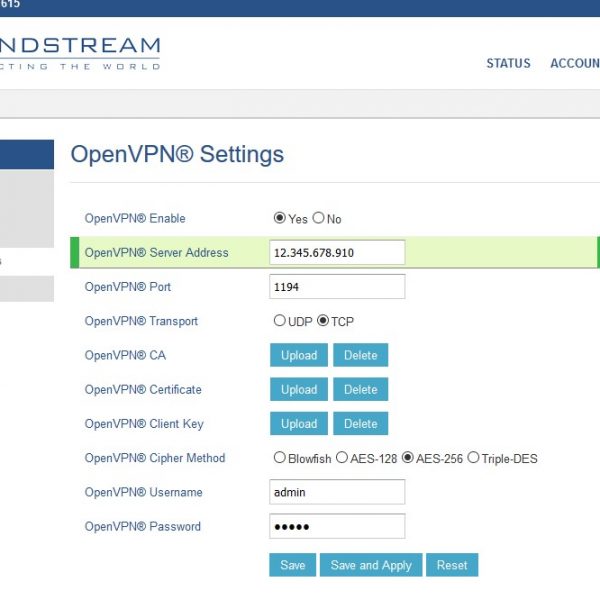 615
NDSTREAM
CTING THE WORLD
STATUS ACCOUN
OpenVPN® Settings
OpenVPN® Enable Yes No
OpenVPN® Server Address 12.345.678.910
OpenVPN® Port 1194
OpenVPN® Transport UDP TCP
OpenVPN® CA Upload Delete
OpenVPN® Certificate Upload Delete
OpenVPN® Client Key Upload Delete
OpenVPN® Cipher Method Blowfish AES-128 AES-256 Triple-DES
OpenVPN® Username admin
OpenVPN® Password •••••
Save Save and Apply Reset